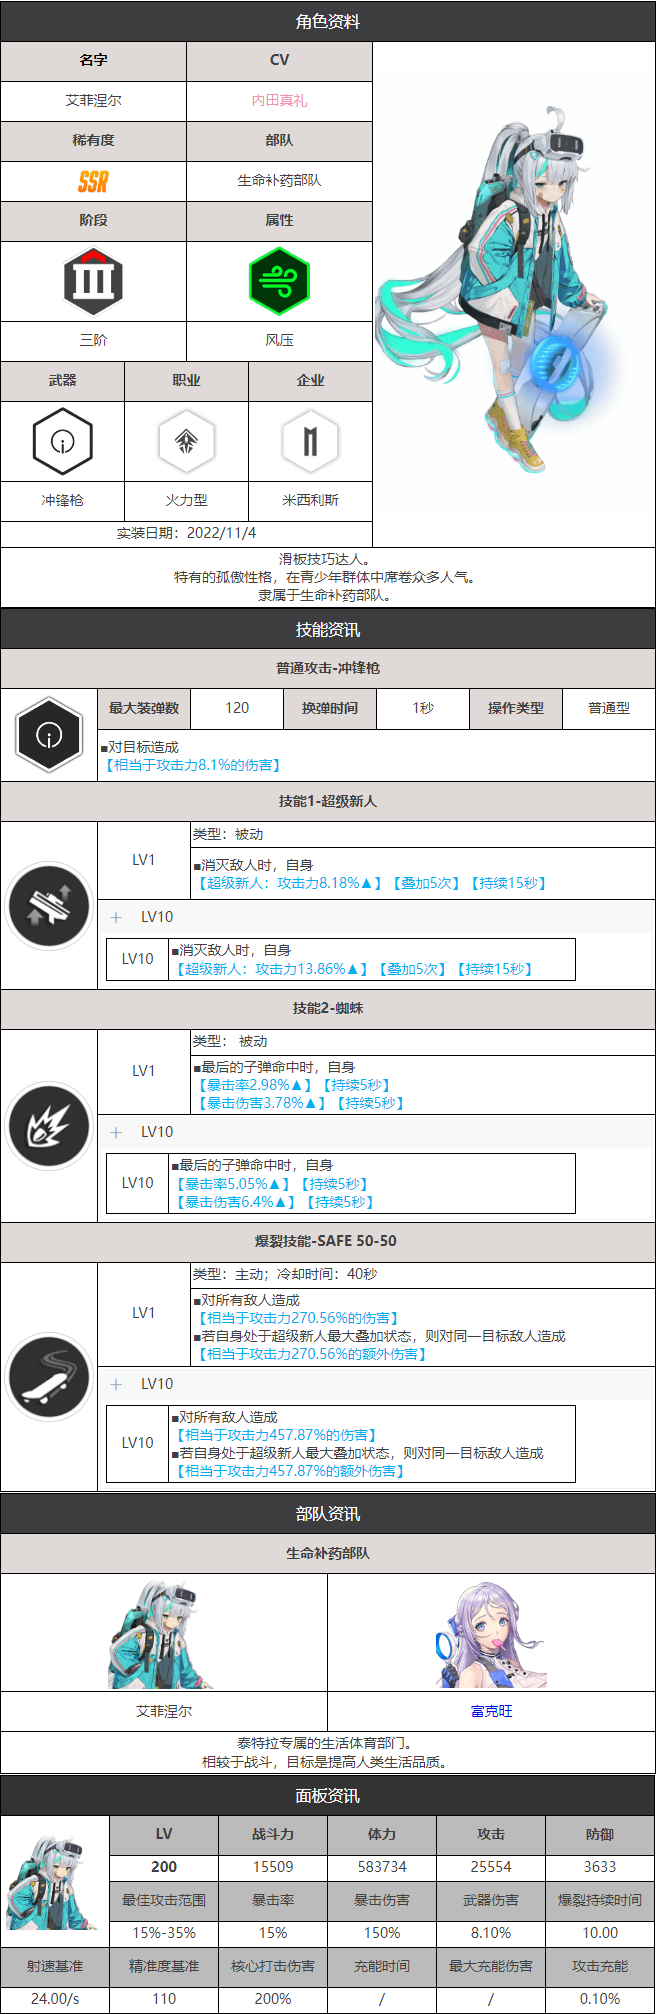 角色资料
名字 CV
艾菲涅尔 内田真礼
稀有度 部队
SSR 生命补药部队
阶段 属性
三阶 风压
武器 职业 企业
冲锋枪 火力型 米西利斯
实装日期：2022/11/4
滑板技巧达人。
特有的孤傲性格，在青少年群体中席卷众多人气。
隶属于生命补药部队。
技能资讯
普通攻击-冲锋枪
最大装弹数 120 换弹时间 1秒 操作类型 普通型
■对目标造成
【相当于攻击力8.1%的伤害】
技能1-超级新人
LV1
类型：被动
■消灭敌人时，自身
【超级新人：攻击力8.18%▲】【叠加5次】【持续15秒】
＋ LV10
LV10
■消灭敌人时，自身
【超级新人：攻击力13.86%▲】【叠加5次】【持续15秒】
技能2-蜘蛛
LV1
类型： 被动
■最后的子弹命中时，自身
【暴击率2.98%▲】【持续5秒】
【暴击伤害3.78%▲】【持续5秒】
＋ LV10
LV10
■最后的子弹命中时，自身
【暴击率5.05%▲】【持续5秒】
【暴击伤害6.4%▲】【持续5秒】
爆裂技能-SAFE 50-50
LV1
类型：主动；冷却时间：40秒
■对所有敌人造成
【相当于攻击力270.56%的伤害】
■若自身处于超级新人最大叠加状态，则对同一目标敌人造成
【相当于攻击力270.56%的额外伤害】
＋ LV10
LV10
■对所有敌人造成
【相当于攻击力457.87%的伤害】
■若自身处于超级新人最大叠加状态，则对同一目标敌人造成
【相当于攻击力457.87%的额外伤害】
部队资讯
生命补药部队
艾菲涅尔 富克旺
泰特拉专属的生活体育部门。
相较于战斗，目标是提高人类生活品质。
面板资讯
LV 战斗力 体力 攻击 防御
200 15509 583734 25554 3633
最佳攻击范围 暴击率 暴击伤害 武器伤害 爆裂持续时间
15%-35% 15% 150% 8.10% 10.00
射速基准 精准度基准 核心打击伤害 充能时间 最大充能伤害 攻击充能
24.00/s 110 200% / / 0.10%